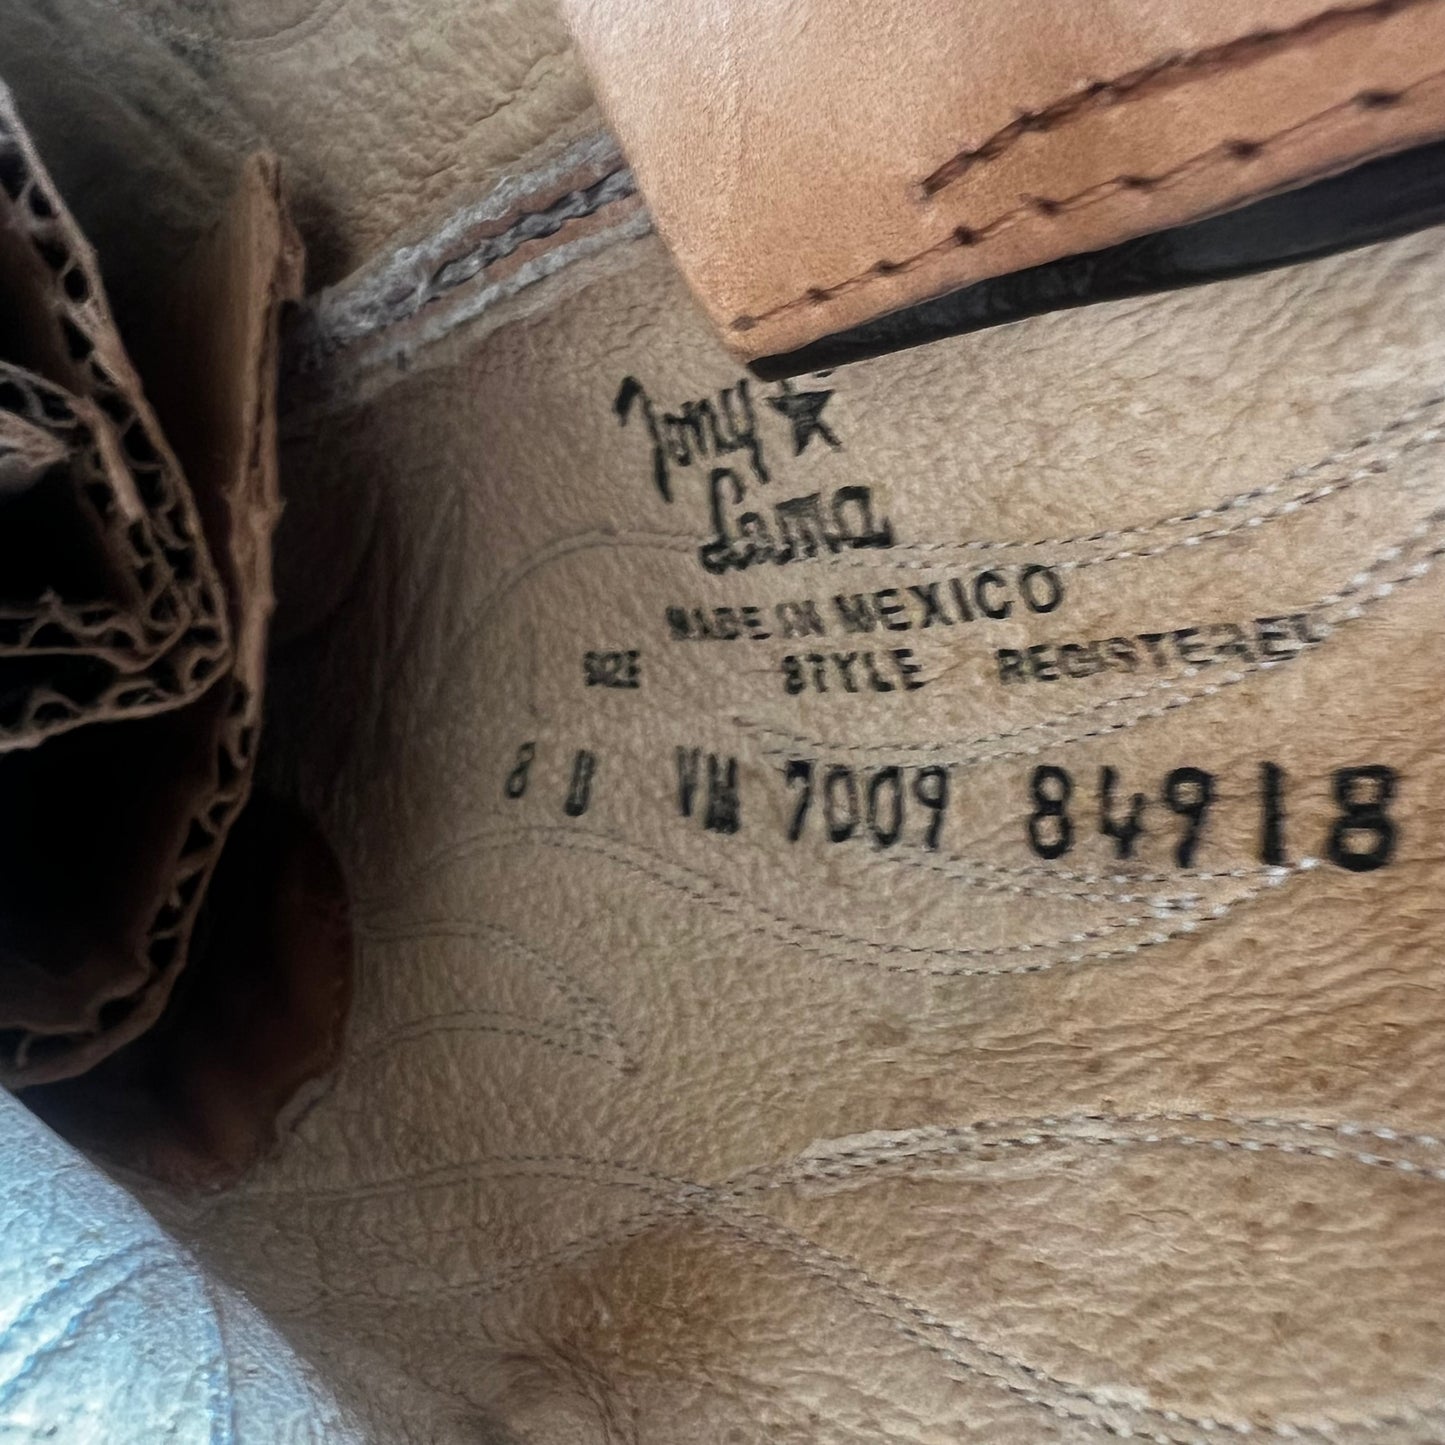 Tony
Lama
MADE IN MEXICO
SIZE STYLE REGISTERED
8 D VM 7009 84918